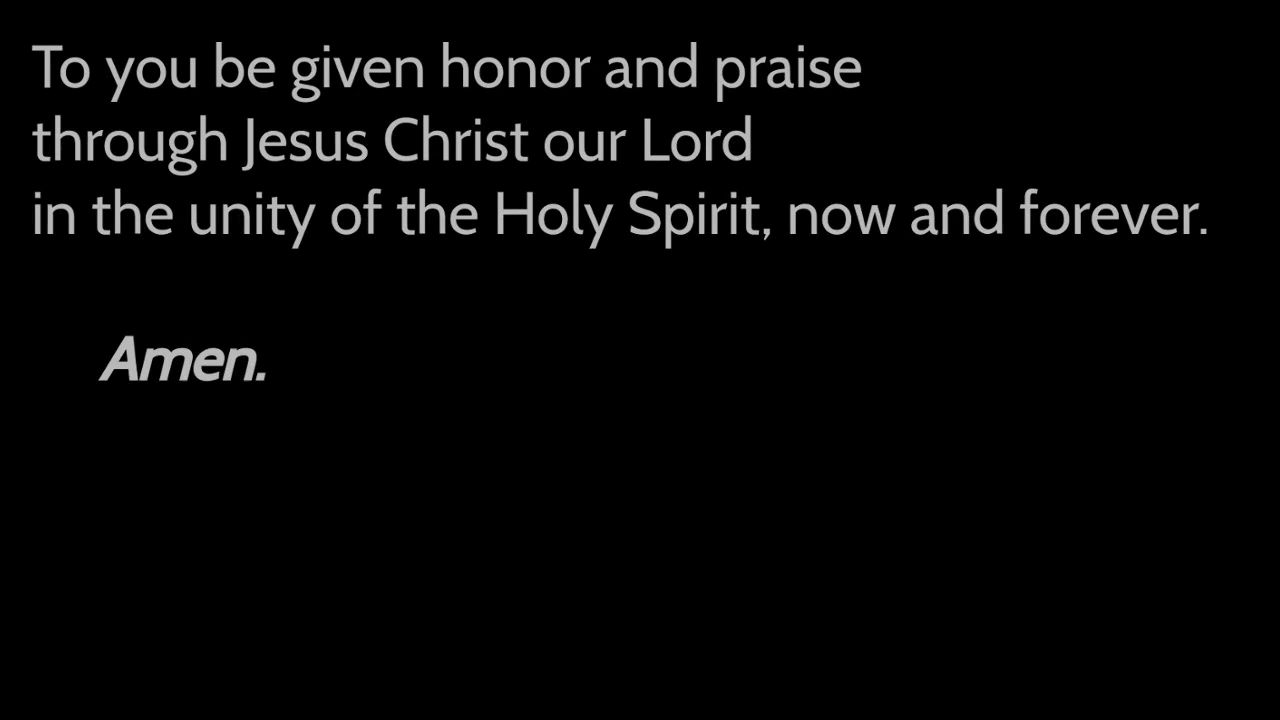 To you be given honor and praise
through Jesus Christ our Lord
in the unity of the Holy Spirit, now and forever.
Amen.